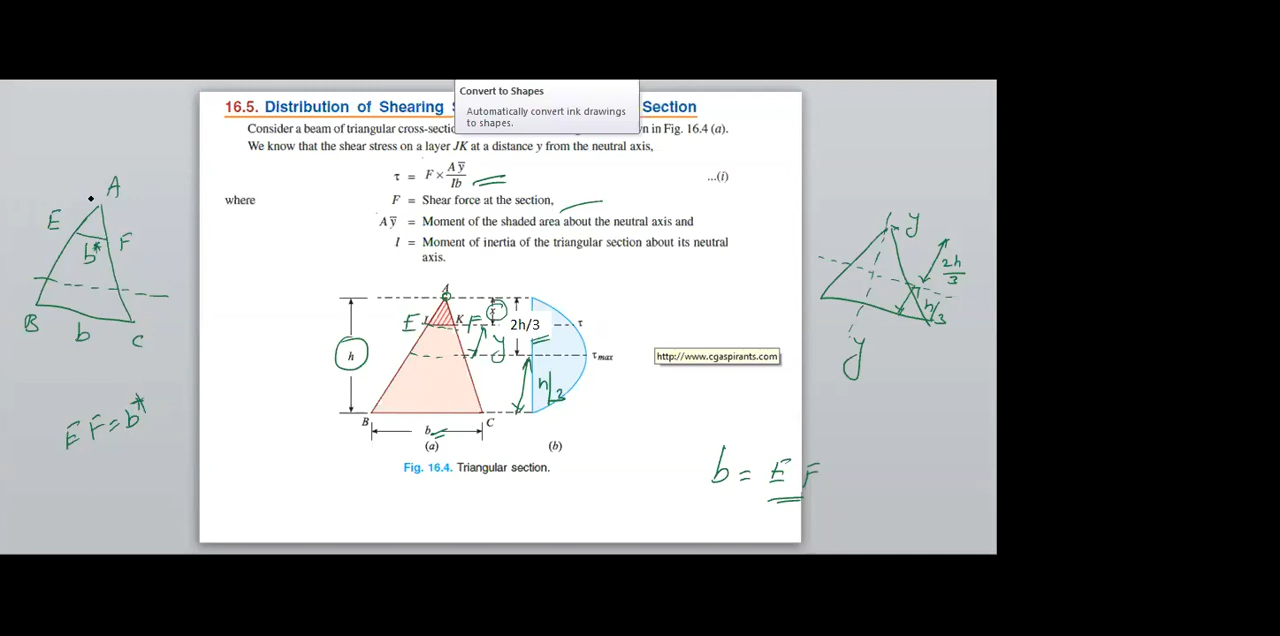 Convert to Shapes
Automatically convert ink drawings
to shapes.
16.5. Distribution of Shearing S Section
Consider a beam of triangular cross-sectio n in Fig. 16.4 (a).
We know that the shear stress on a layer JK at a distance y from the neutral axis,
τ = F × Aȳ / Ib ...(i)
where F = Shear force at the section,
Aȳ = Moment of the shaded area about the neutral axis and
I = Moment of inertia of the triangular section about its neutral
axis.
A
E
F
b*
B
b
C
EF = b*
A
E J K F x
2h/3
τ
h
y
τmax
h/3
B
C
b
(a)
(b)
Fig. 16.4. Triangular section.
http://www.cgaspirants.com
y
2h/3
h/3
y
b = EF